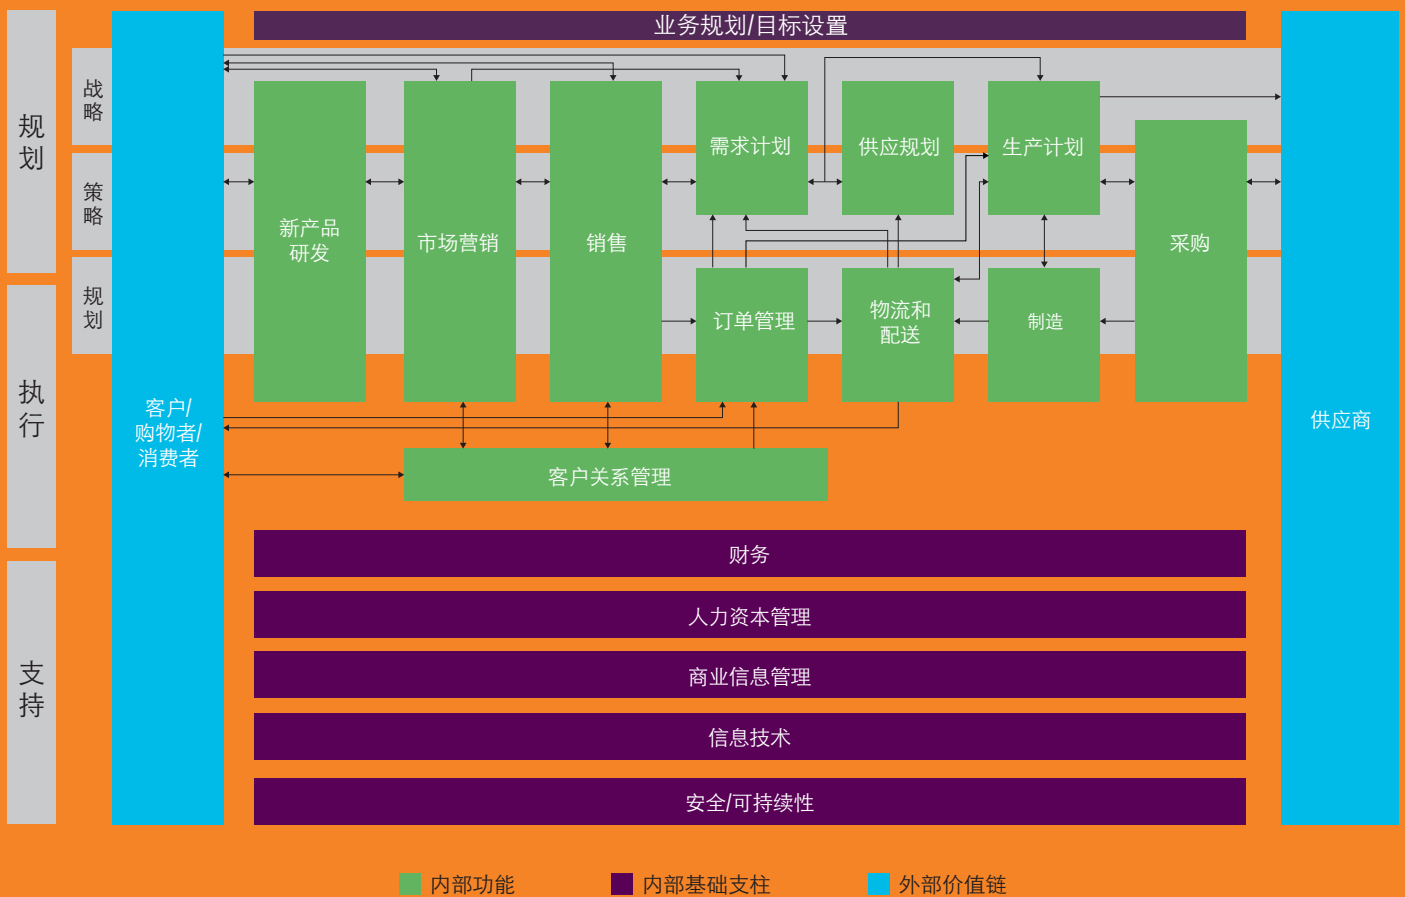 业务规划/目标设置
规
划
执
行
支
持
战
略
策
略
规
划
客户/
购物者/
消费者
新产品
研发
市场营销
销售
需求计划
供应规划
生产计划
采购
订单管理
物流和
配送
制造
客户关系管理
供应商
财务
人力资本管理
商业信息管理
信息技术
安全/可持续性
内部功能
内部基础支柱
外部价值链